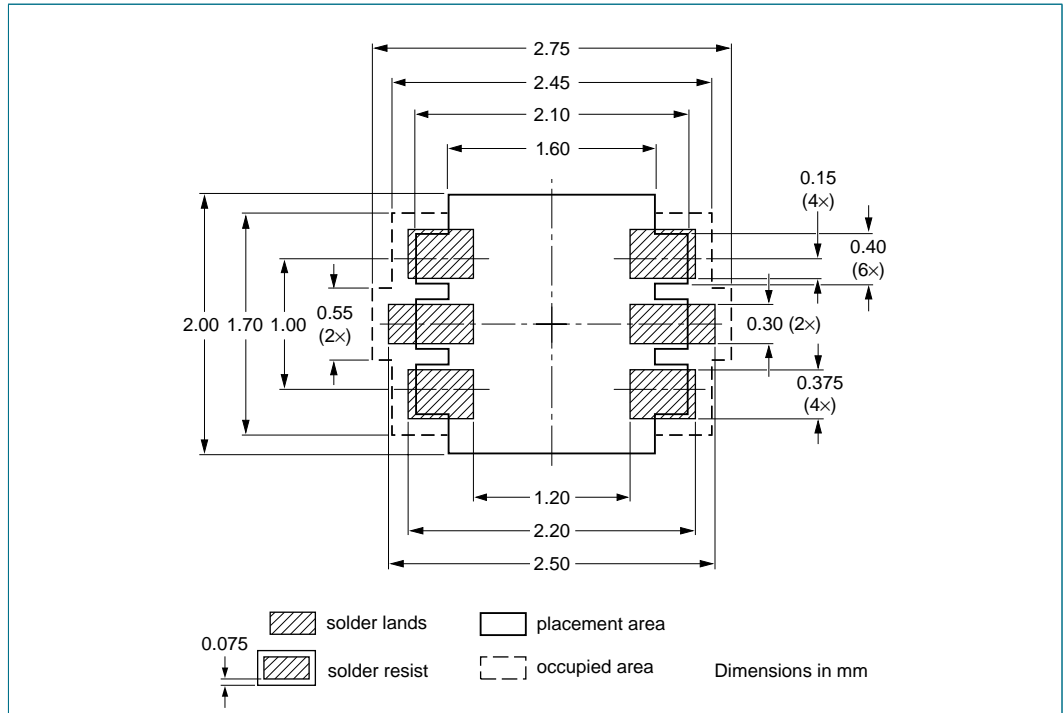 2.75
2.45
2.10
1.60
0.15
(4×)
0.40
(6×)
2.00 1.70 1.00 0.55
(2×)
0.30 (2×)
0.375
(4×)
1.20
2.20
2.50
solder lands
placement area
0.075
solder resist
occupied area
Dimensions in mm